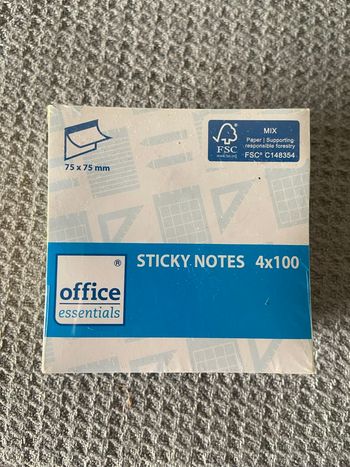 75 x 75 mm
FSC
www.fsc.org
MIX
Paper | Supporting
responsible forestry
FSC® C148354
®
office
essentials
STICKY NOTES 4x100